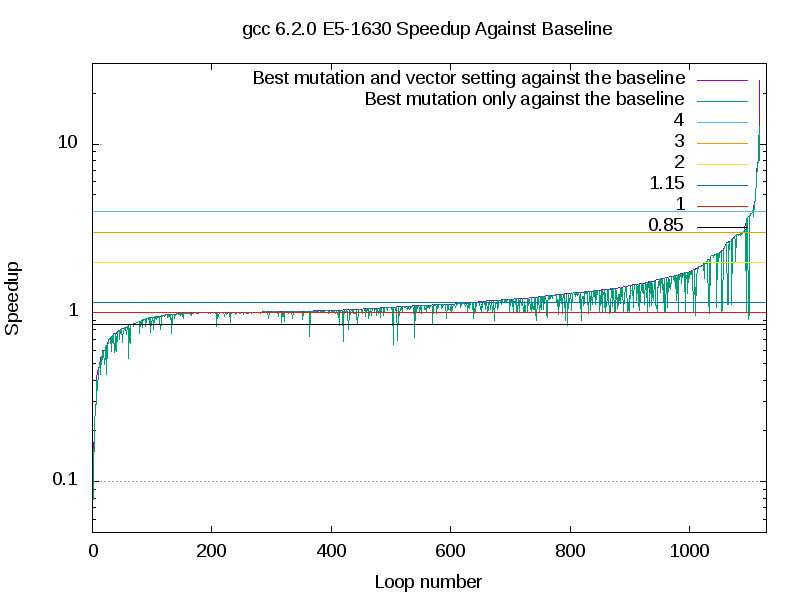 gcc 6.2.0 E5-1630 Speedup Against Baseline
Best mutation and vector setting against the baseline
Best mutation only against the baseline
4
3
2
1.15
1
0.85
10
1
0.1
Speedup
0 200 400 600 800 1000
Loop number